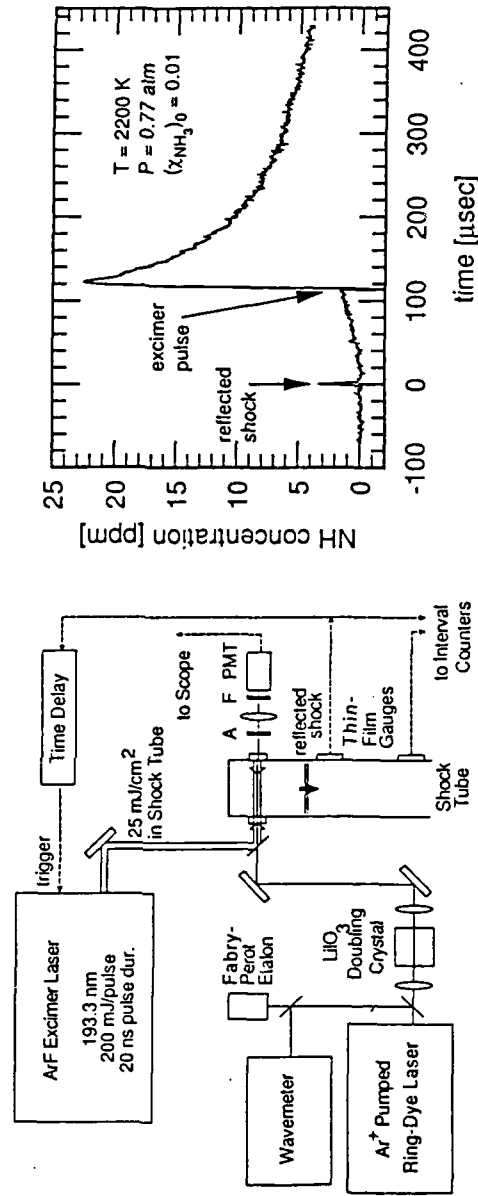 ArF Excimer Laser
193.3 nm
200 mJ/pulse
20 ns pulse dur.
trigger
Time Delay
25 mJ/cm²
in Shock Tube
to Scope
A F PMT
reflected
shock
Thin-
Film
Gauges
Shock
Tube
to Interval
Counters
Fabry-
Perot
Etalon
Wavemeter
LiIO₃
Doubling
Crystal
Ar⁺ Pumped
Ring-Dye Laser
NH concentration [ppm]
25
20
15
10
5
0
-100
0
100
200
300
400
time [µsec]
T = 2200 K
P = 0.77 atm
(χNH₃)₀ = 0.01
excimer
pulse
reflected
shock